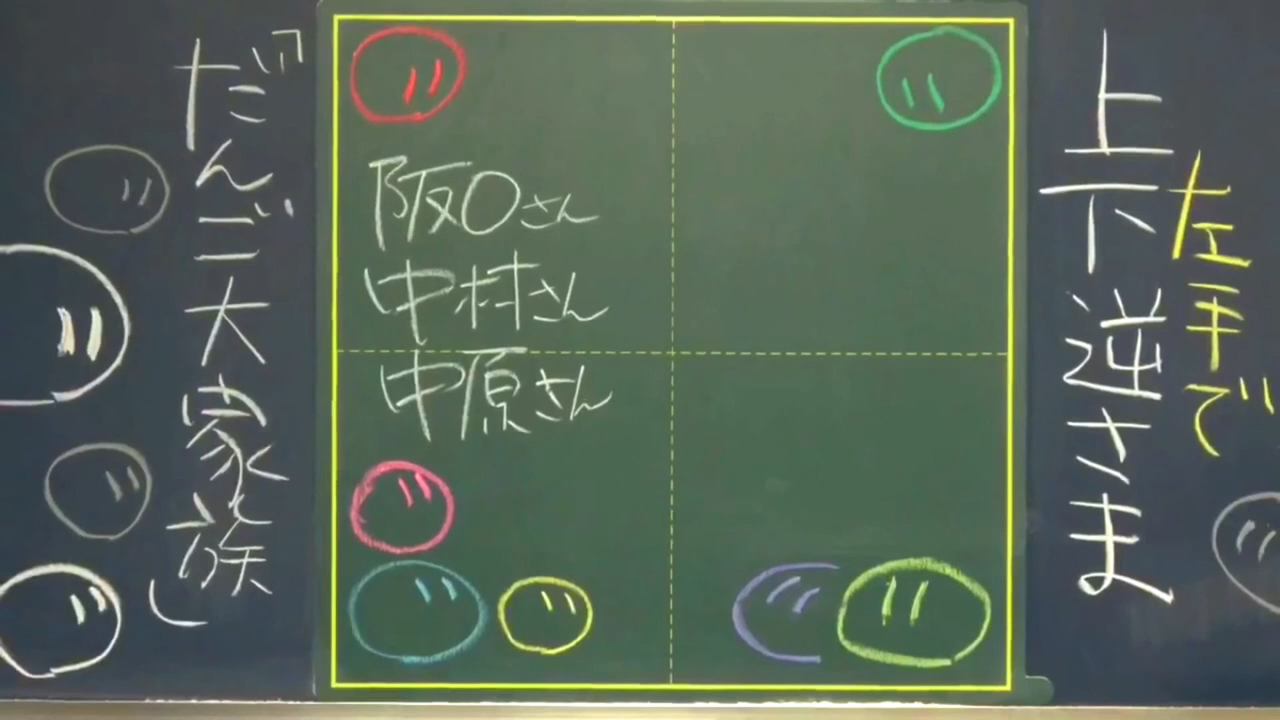 左手で
上下逆さま
阪口さん
中村さん
中原さん
「だんご大家族」